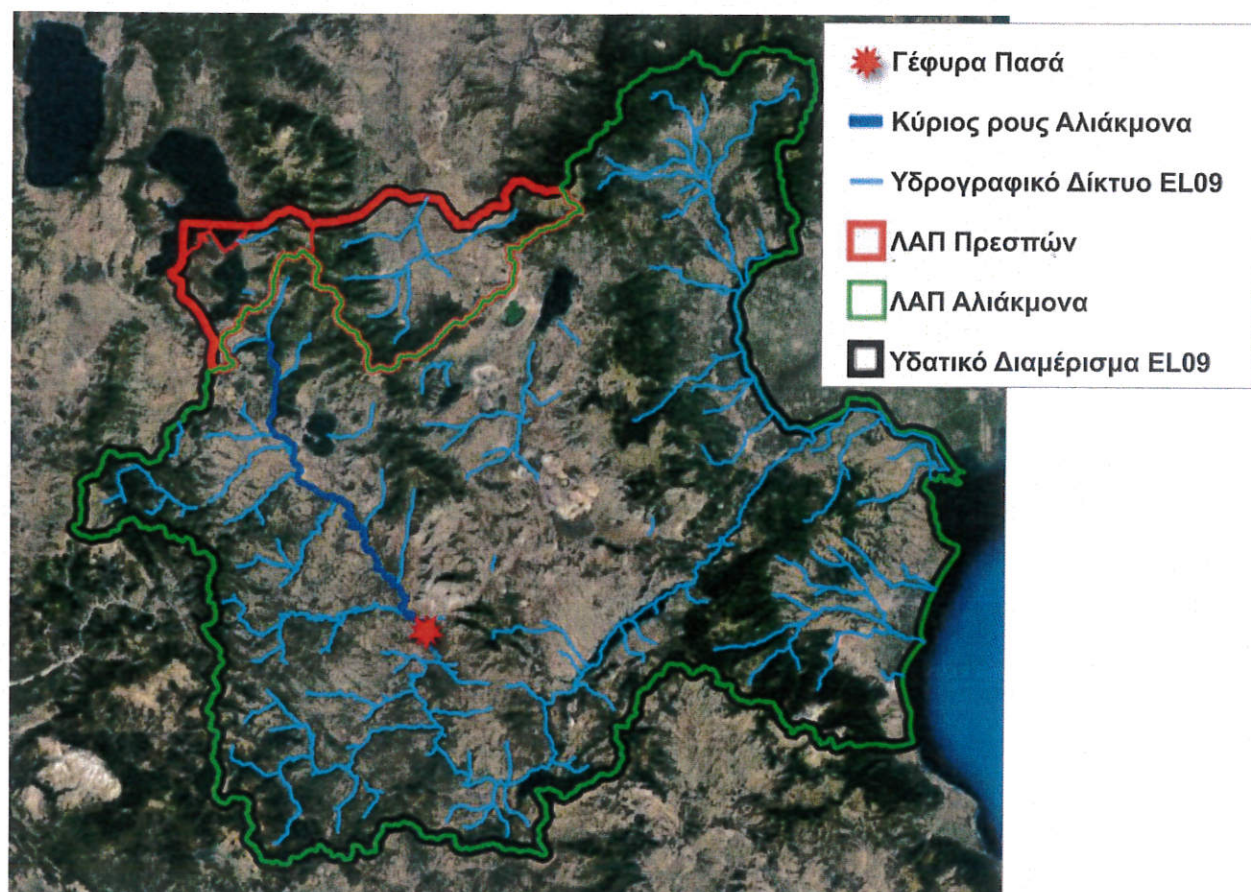 Γέφυρα Πασά
Κύριος ρους Αλιάκμονα
Υδρογραφικό Δίκτυο EL09
ΛΑΠ Πρεσπών
ΛΑΠ Αλιάκμονα
Υδατικό Διαμέρισμα EL09